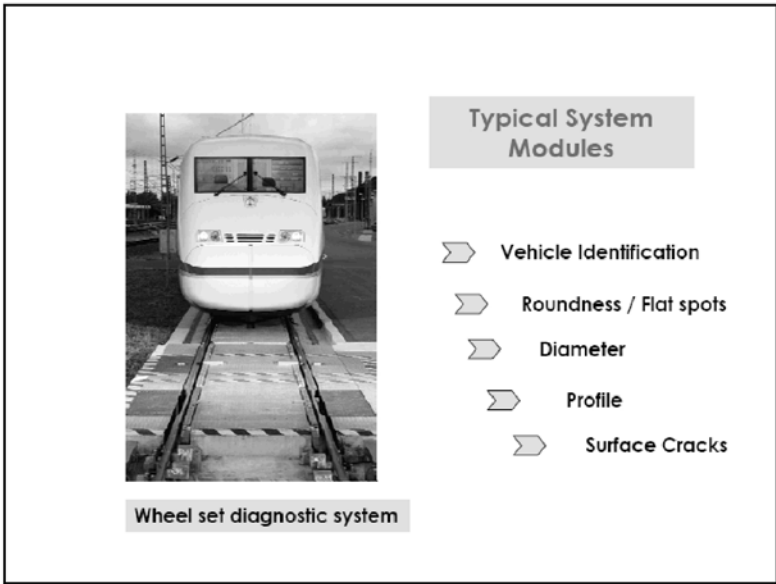 Typical System
Modules
Vehicle Identification
Roundness / Flat spots
Diameter
Profile
Surface Cracks
Wheel set diagnostic system